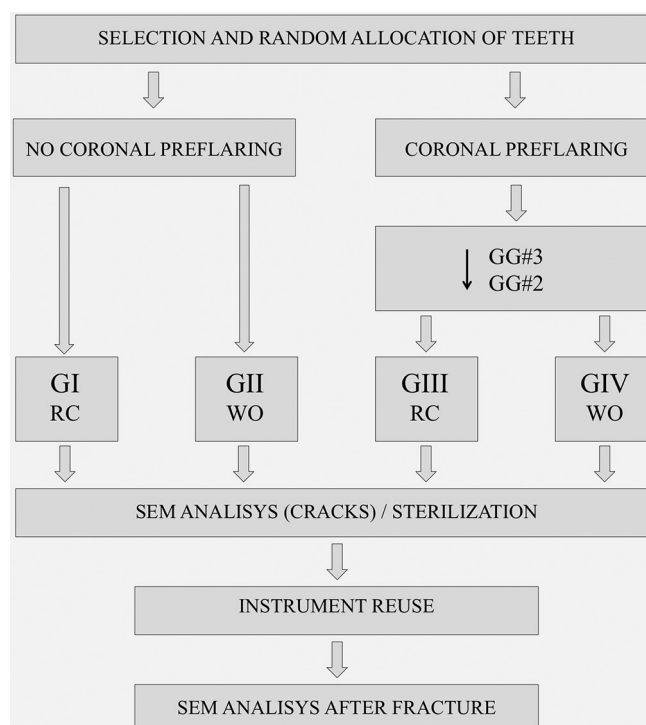 SELECTION AND RANDOM ALLOCATION OF TEETH
NO CORONAL PREFLARING
CORONAL PREFLARING
GG#3
GG#2
GI
RC
GII
WO
GIII
RC
GIV
WO
SEM ANALISYS (CRACKS) / STERILIZATION
INSTRUMENT REUSE
SEM ANALISYS AFTER FRACTURE